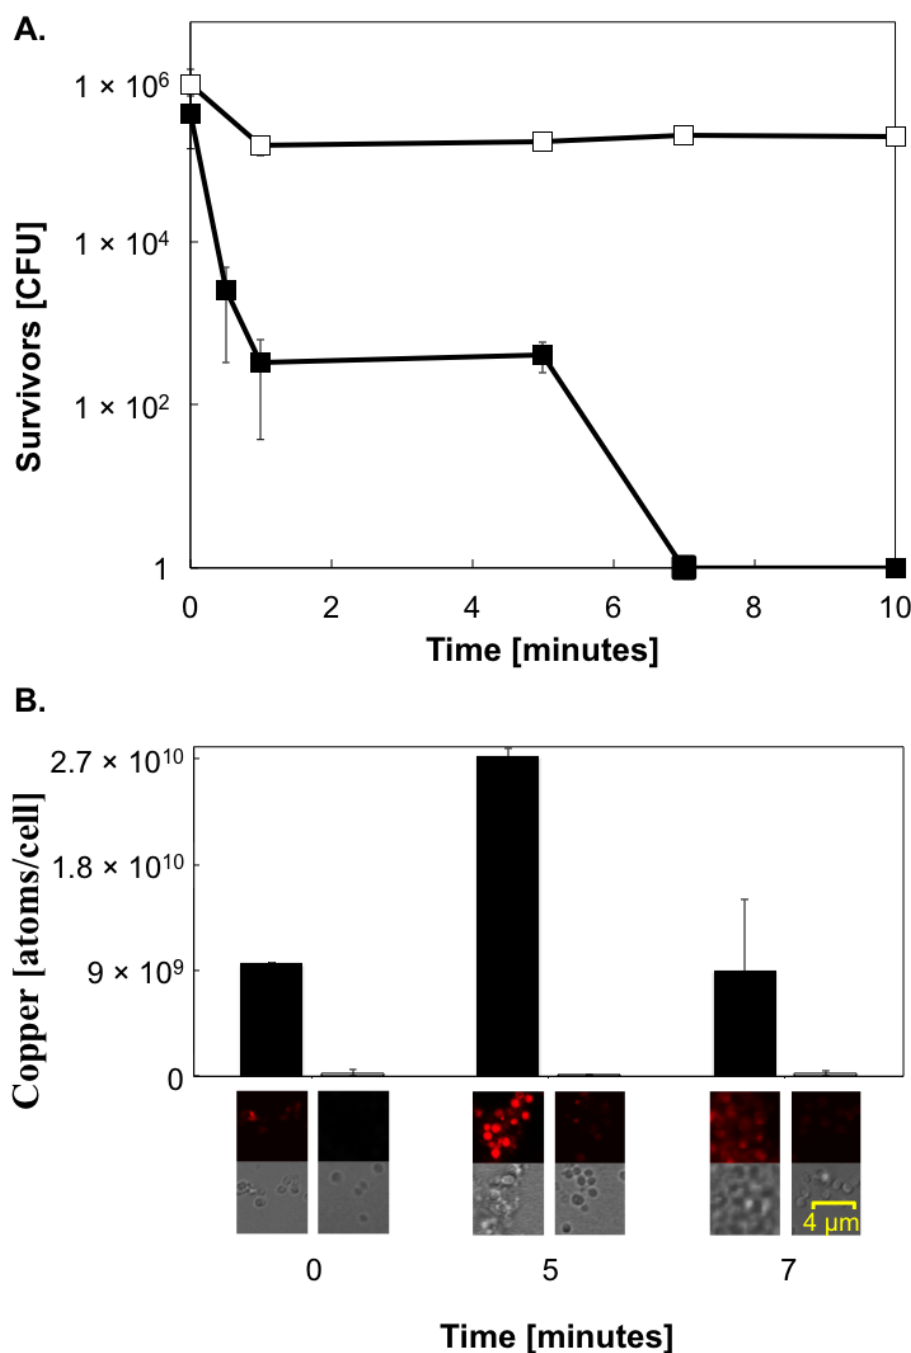 A.
1 × 10⁶
1 × 10⁴
1 × 10²
1
Survivors [CFU]
0 2 4 6 8 10
Time [minutes]
B.
2.7 × 10¹⁰
1.8 × 10¹⁰
9 × 10⁹
0
Copper [atoms/cell]
4 µm
0 5 7
Time [minutes]